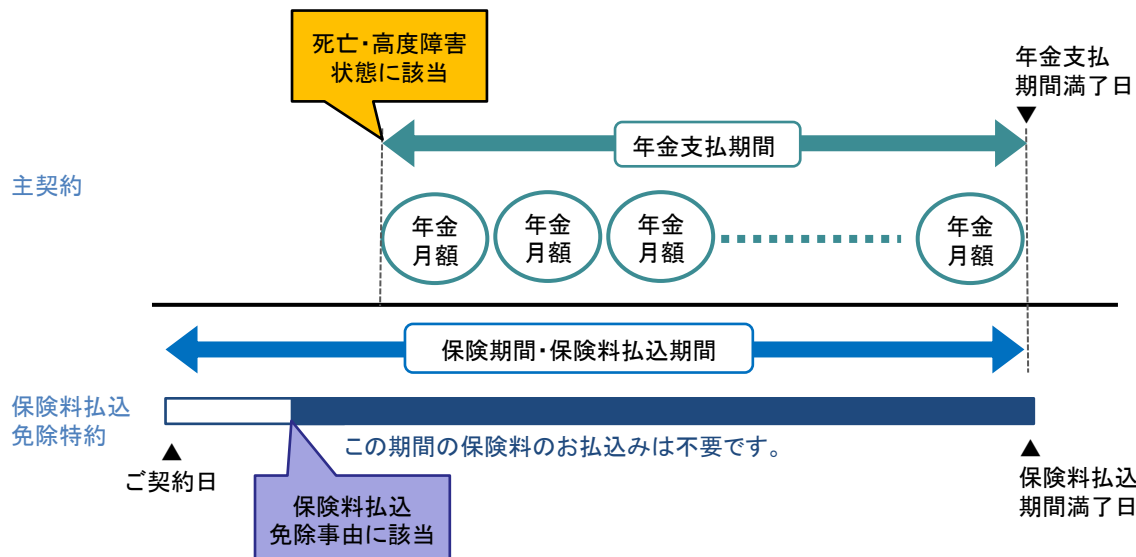 死亡・高度障害
状態に該当
年金支払
期間満了日
▼
年金支払期間
主契約
年金
月額
年金
月額
年金
月額
年金
月額
保険期間・保険料払込期間
保険料払込
免除特約
この期間の保険料のお払込みは不要です。
▲
ご契約日
保険料払込
免除事由に該当
▲
保険料払込
期間満了日